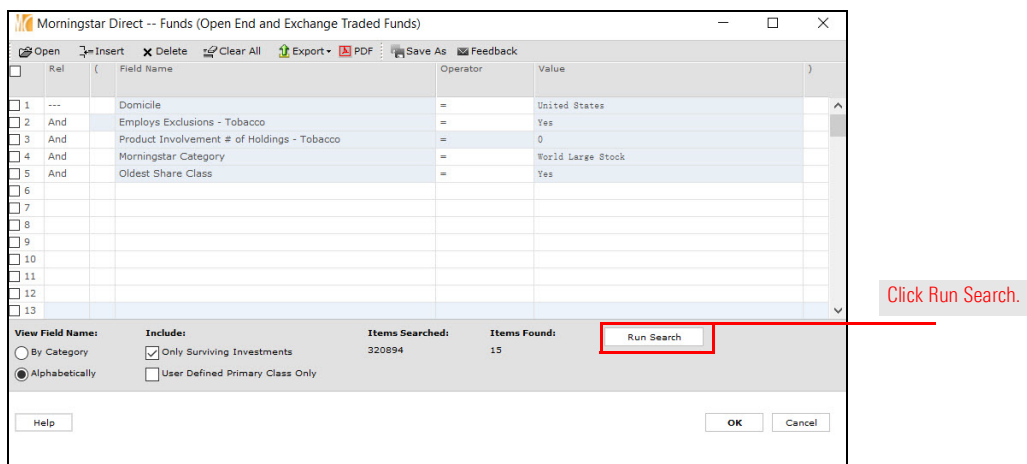 Morningstar Direct -- Funds (Open End and Exchange Traded Funds)
Open Insert Delete Clear All Export PDF Save As Feedback
Rel ( Field Name Operator Value )
1 --- Domicile = United States
2 And Employs Exclusions - Tobacco = Yes
3 And Product Involvement # of Holdings - Tobacco = 0
4 And Morningstar Category = World Large Stock
5 And Oldest Share Class = Yes
6
7
8
9
10
11
12
13
Click Run Search.
View Field Name: Include: Items Searched: Items Found:
Run Search
By Category Only Surviving Investments 320894 15
Alphabetically User Defined Primary Class Only
Help OK Cancel